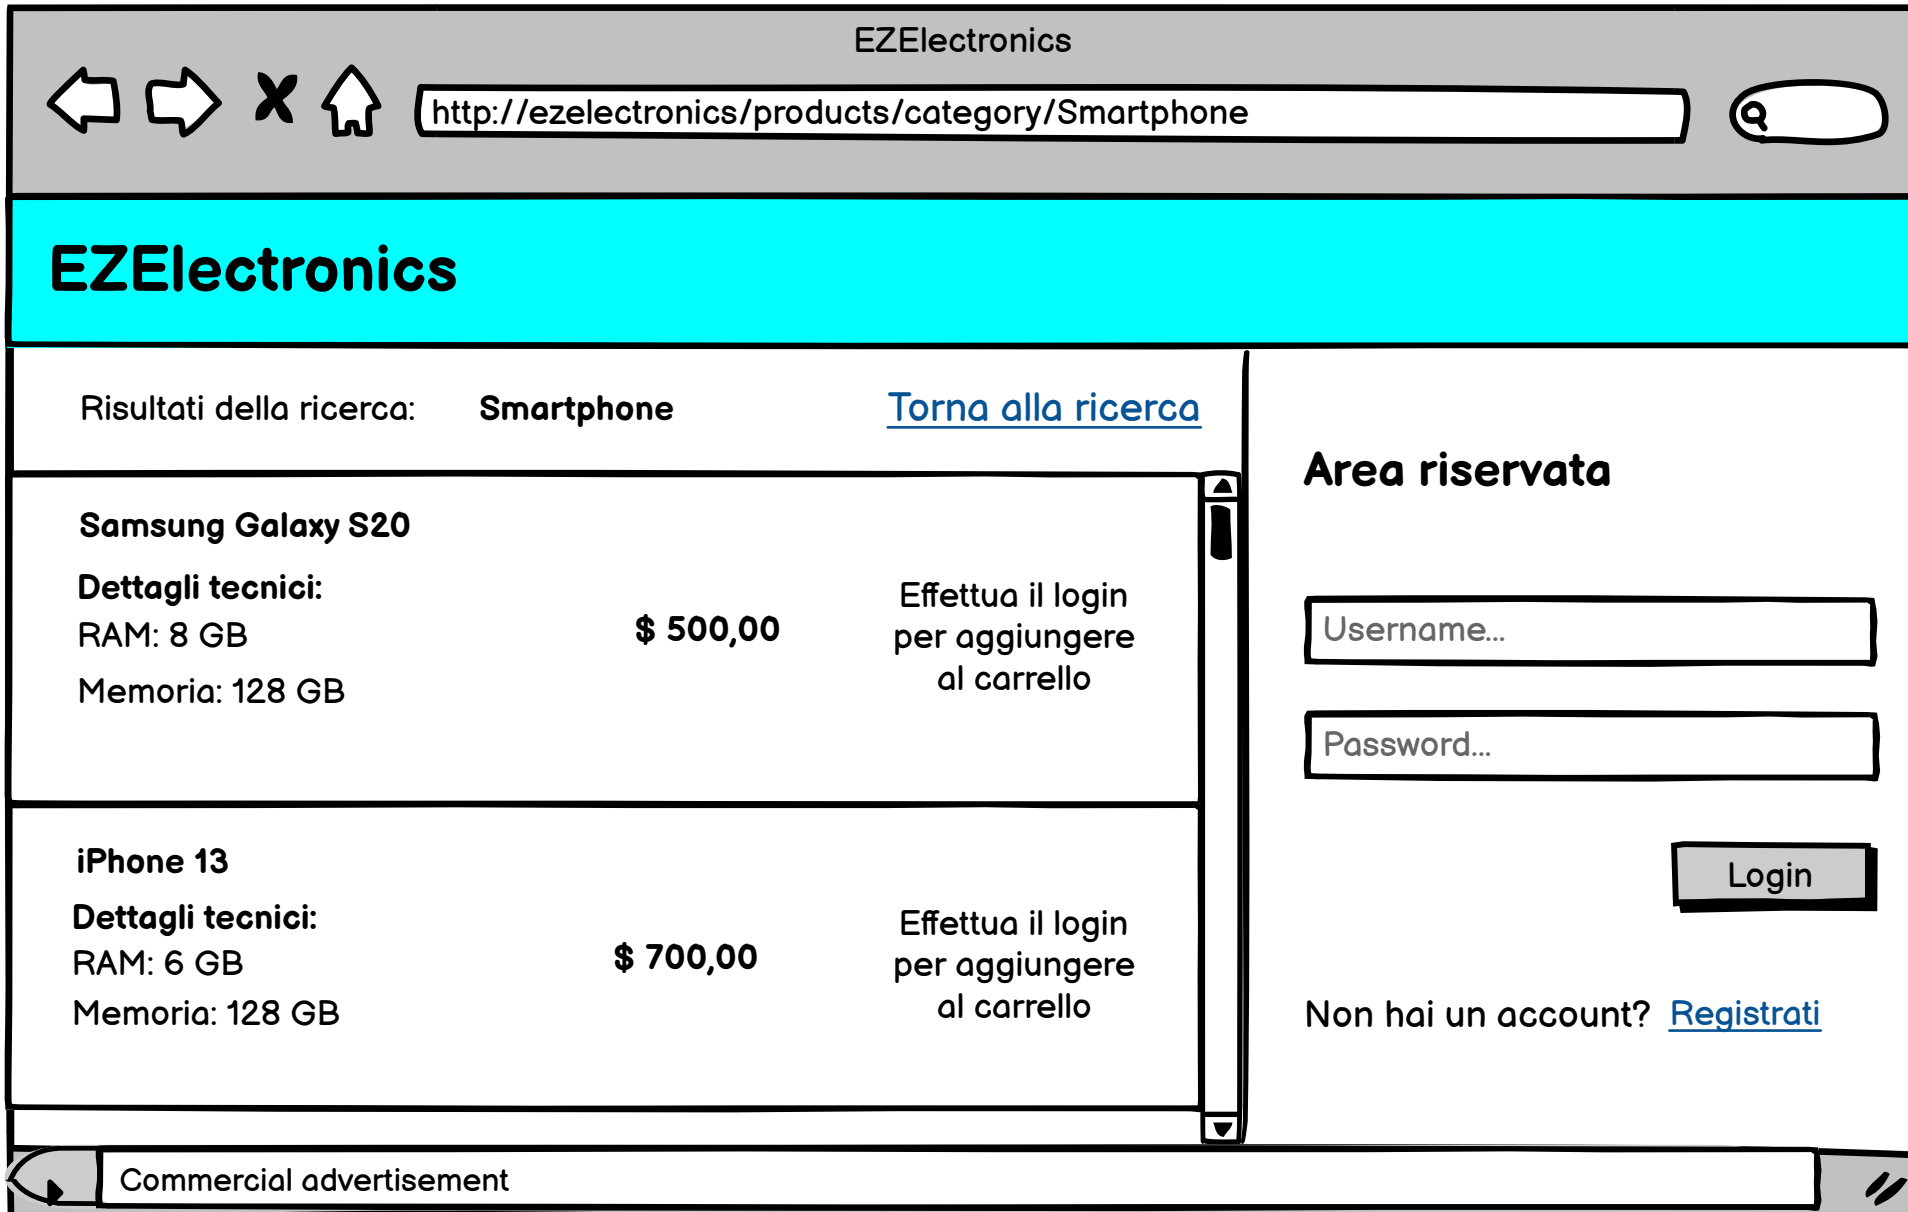 EZElectronics
http://ezelectronics/products/category/Smartphone
EZElectronics
Risultati della ricerca: Smartphone Torna alla ricerca
Samsung Galaxy S20
Dettagli tecnici:
RAM: 8 GB
Memoria: 128 GB
$ 500,00
Effettua il login
per aggiungere
al carrello
iPhone 13
Dettagli tecnici:
RAM: 6 GB
Memoria: 128 GB
$ 700,00
Effettua il login
per aggiungere
al carrello
Area riservata
Username...
Password...
Login
Non hai un account? Registrati
Commercial advertisement